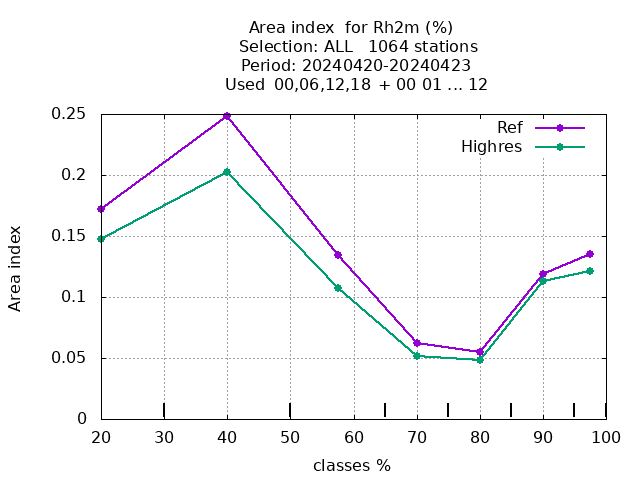 Area index  for Rh2m (%)
Selection: ALL   1064 stations
Period: 20240420-20240423
Used  00,06,12,18  + 00 01 ... 12
Ref
Highres
0.25
0.2
0.15
0.1
0.05
0
Area index
20 30 40 50 60 70 80 90 100
classes %